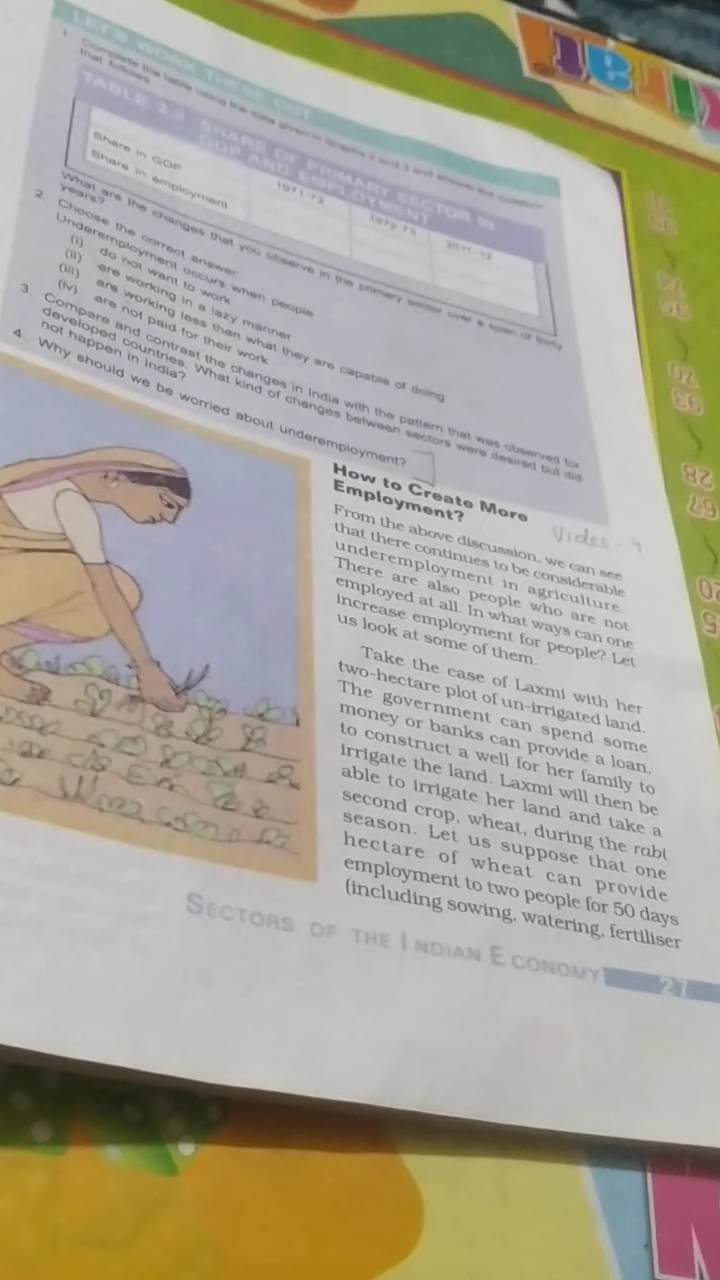 LET'S WORK THESE OUT
1 Complete the table using the data given in Graphs 2 and 3 and answer the question
that follows
TABLE 2.2 SHARE OF PRIMARY SECTOR IN
GDP AND EMPLOYMENT
1971-72 1972-73 2011-12
Share in GDP
Share in employment
What are the changes that you observe in the primary sector over a span of forty
years?
2 Choose the correct answer
Underemployment occurs when people
(i) do not want to work
(ii) are working in a lazy manner
(iii) are working less than what they are capable of doing
(iv) are not paid for their work
3 Compare and contrast the changes in India with the pattern that was observed for
developed countries. What kind of changes between sectors were desired but did
not happen in India?
4 Why should we be worried about underemployment?
How to Create More
Employment?
Video - 4
From the above discussion, we can see
that there continues to be considerable
underemployment in agriculture.
There are also people who are not
employed at all. In what ways can one
increase employment for people? Let
us look at some of them.
Take the case of Laxmi with her
two-hectare plot of un-irrigated land.
The government can spend some
money or banks can provide a loan,
to construct a well for her family to
irrigate the land. Laxmi will then be
able to irrigate her land and take a
second crop, wheat, during the rabi
season. Let us suppose that one
hectare of wheat can provide
employment to two people for 50 days
(including sowing, watering, fertiliser
SECTORS OF THE INDIAN ECONOMY
27